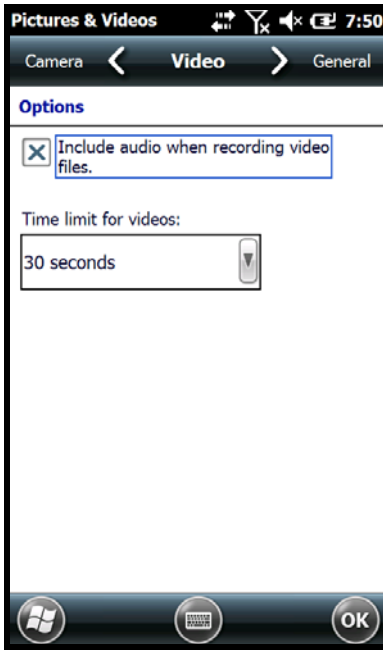 Pictures & Videos 7:50
Camera Video General
Options
Include audio when recording video
files.
Time limit for videos:
30 seconds
OK